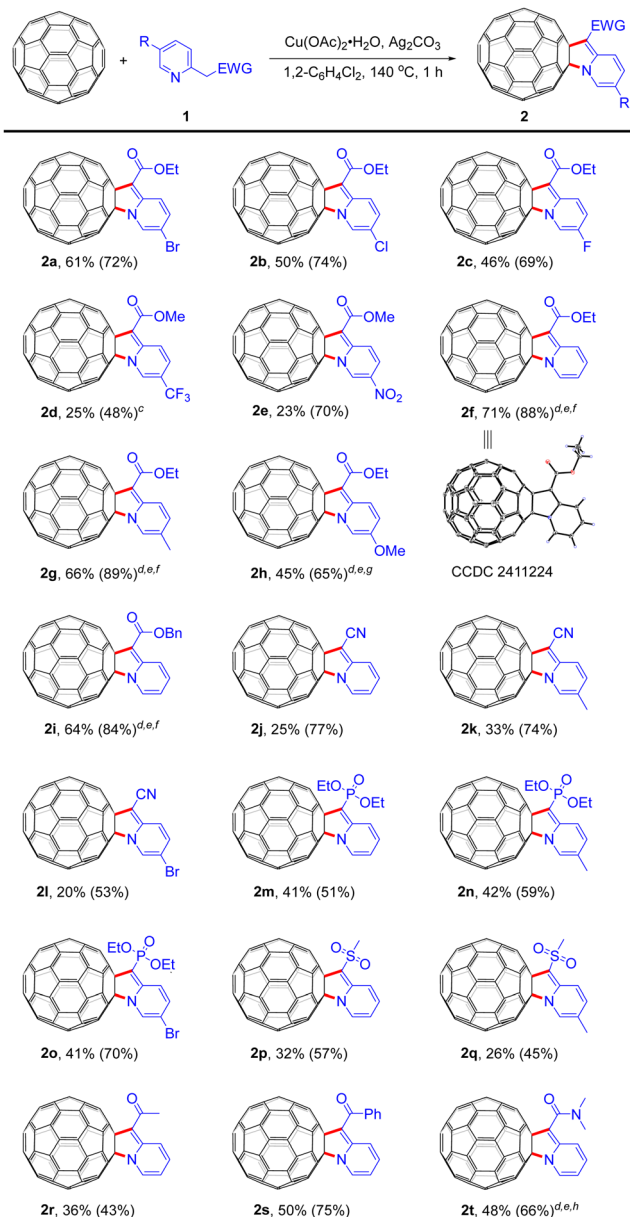 R
N
EWG
1
+
Cu(OAc)2•H2O, Ag2CO3
1,2-C6H4Cl2, 140 °C, 1 h
EWG
N
R
2
O
OEt
N
Br
2a, 61% (72%)
O
OEt
N
Cl
2b, 50% (74%)
O
OEt
N
F
2c, 46% (69%)
O
OMe
N
CF3
2d, 25% (48%)c
O
OMe
N
NO2
2e, 23% (70%)
O
OEt
N
2f, 71% (88%)d,e,f
O
OEt
N
2g, 66% (89%)d,e,f
O
OEt
N
OMe
2h, 45% (65%)d,e,g
CCDC 2411224
O
OBn
N
2i, 64% (84%)d,e,f
CN
N
2j, 25% (77%)
CN
N
2k, 33% (74%)
CN
N
Br
2l, 20% (53%)
EtO O
P
OEt
N
2m, 41% (51%)
EtO O
P
OEt
N
2n, 42% (59%)
EtO O
P
OEt
N
Br
2o, 41% (70%)
O
S
O
N
2p, 32% (57%)
O
S
O
N
2q, 26% (45%)
O
N
2r, 36% (43%)
O
Ph
N
2s, 50% (75%)
O
N
N
2t, 48% (66%)d,e,h